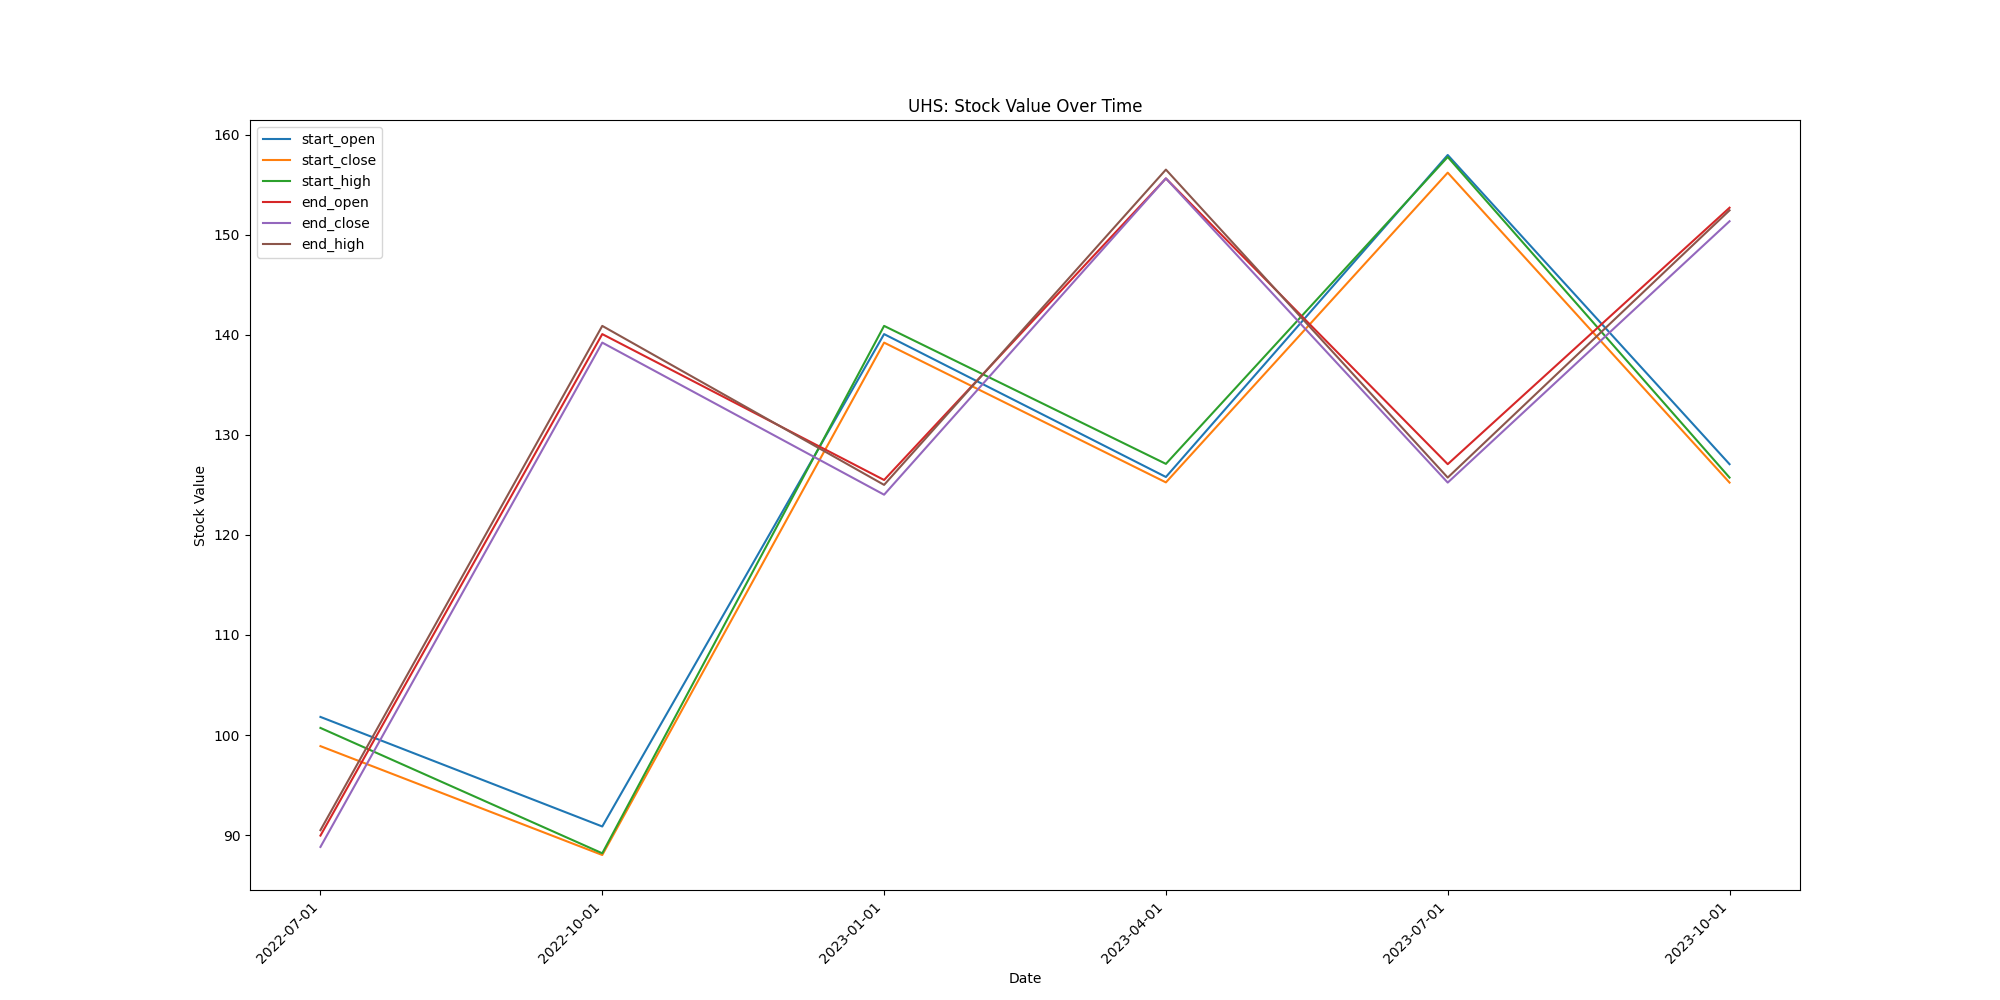 UHS: Stock Value Over Time
start_open
start_close
start_high
end_open
end_close
end_high
160
150
140
130
120
110
100
90
Stock Value
2022-07-01
2022-10-01
2023-01-01
2023-04-01
2023-07-01
2023-10-01
Date